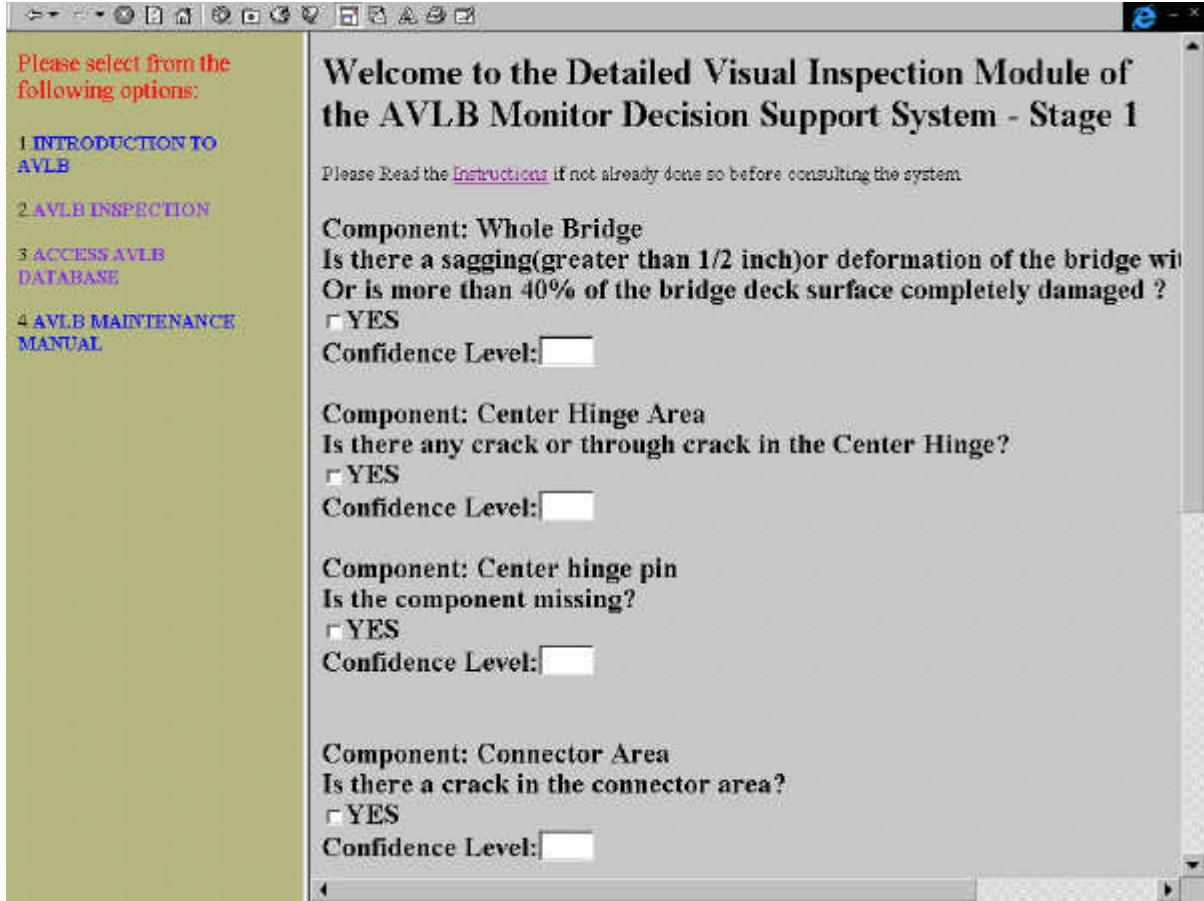 Please select from the
following options:
1 INTRODUCTION TO
AVLB
2 AVLB INSPECTION
3 ACCESS AVLB
DATABASE
4 AVLB MAINTENANCE
MANUAL
Welcome to the Detailed Visual Inspection Module of
the AVLB Monitor Decision Support System - Stage 1
Please Read the Instructions if not already done so before consulting the system
Component: Whole Bridge
Is there a sagging(greater than 1/2 inch)or deformation of the bridge wi
Or is more than 40% of the bridge deck surface completely damaged ?
YES
Confidence Level:
Component: Center Hinge Area
Is there any crack or through crack in the Center Hinge?
YES
Confidence Level:
Component: Center hinge pin
Is the component missing?
YES
Confidence Level:
Component: Connector Area
Is there a crack in the connector area?
YES
Confidence Level: